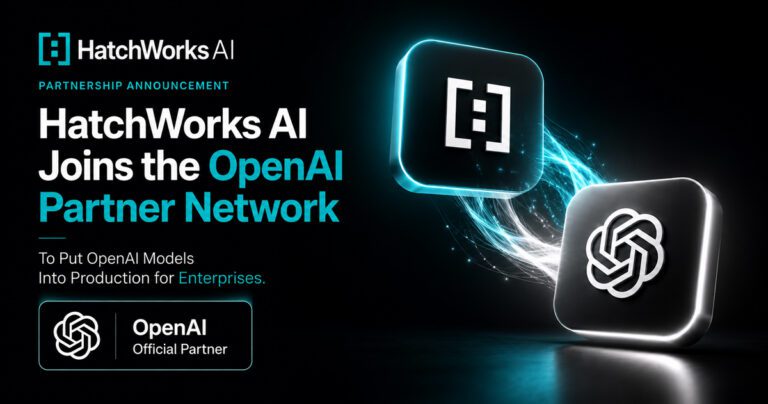 [:] HatchWorks AI
PARTNERSHIP ANNOUNCEMENT
HatchWorks AI
Joins the OpenAI
Partner Network
To Put OpenAI Models
Into Production for Enterprises.
OpenAI
Official Partner
[:]